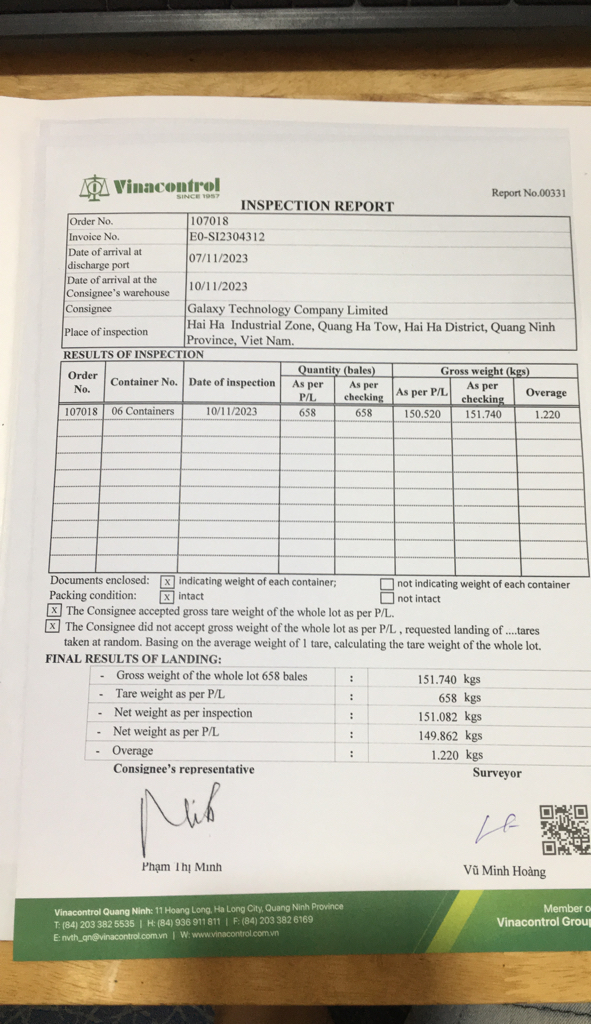 Vinacontrol
SINCE 1957
Report No.00331
INSPECTION REPORT
Order No. 107018
Invoice No. E0-SI2304312
Date of arrival at discharge port 07/11/2023
Date of arrival at the Consignee's warehouse 10/11/2023
Consignee Galaxy Technology Company Limited
Place of inspection Hai Ha Industrial Zone, Quang Ha Tow, Hai Ha District, Quang Ninh Province, Viet Nam.
RESULTS OF INSPECTION
Order No. Container No. Date of inspection Quantity (bales) Gross weight (kgs)
As per P/L As per checking As per P/L As per checking Overage
107018 06 Containers 10/11/2023 658 658 150.520 151.740 1.220
Documents enclosed: x indicating weight of each container; not indicating weight of each container
Packing condition: x intact not intact
x The Consignee accepted gross tare weight of the whole lot as per P/L.
x The Consignee did not accept gross weight of the whole lot as per P/L , requested landing of ....tares
taken at random. Basing on the average weight of 1 tare, calculating the tare weight of the whole lot.
FINAL RESULTS OF LANDING:
- Gross weight of the whole lot 658 bales : 151.740 kgs
- Tare weight as per P/L : 658 kgs
- Net weight as per inspection : 151.082 kgs
- Net weight as per P/L : 149.862 kgs
- Overage : 1.220 kgs
Consignee's representative Surveyor
Phạm Thị Minh Vũ Minh Hoàng
Vinacontrol Quang Ninh: 11 Hoang Long, Ha Long City, Quang Ninh Province
T: (84) 203 382 5535 | H: (84) 936 911 811 | F: (84) 203 382 6169
E: nvth_qn@vinacontrol.com.vn | W: www.vinacontrol.com.vn
Member o
Vinacontrol Grou